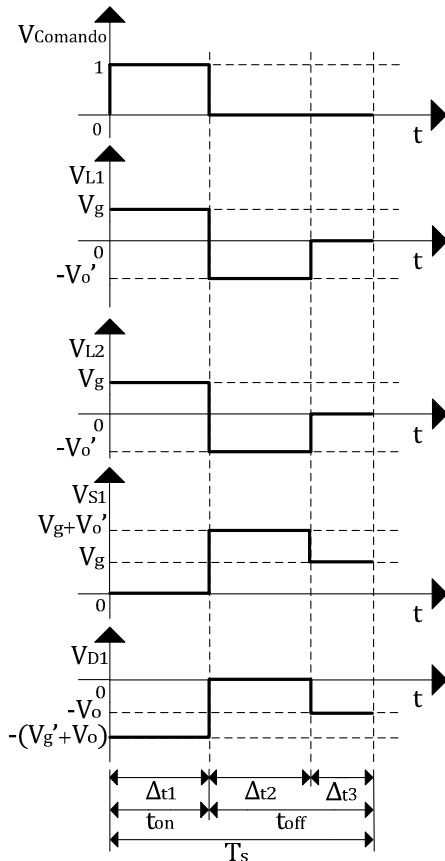 VComando
1
0
t
VL1
Vg
0
t
-Vo'
VL2
Vg
0
t
-Vo'
VS1
Vg+Vo'
Vg
0
t
VD1
0
t
-Vo
-(Vg'+Vo)
Δt1 Δt2 Δt3
ton toff
Ts